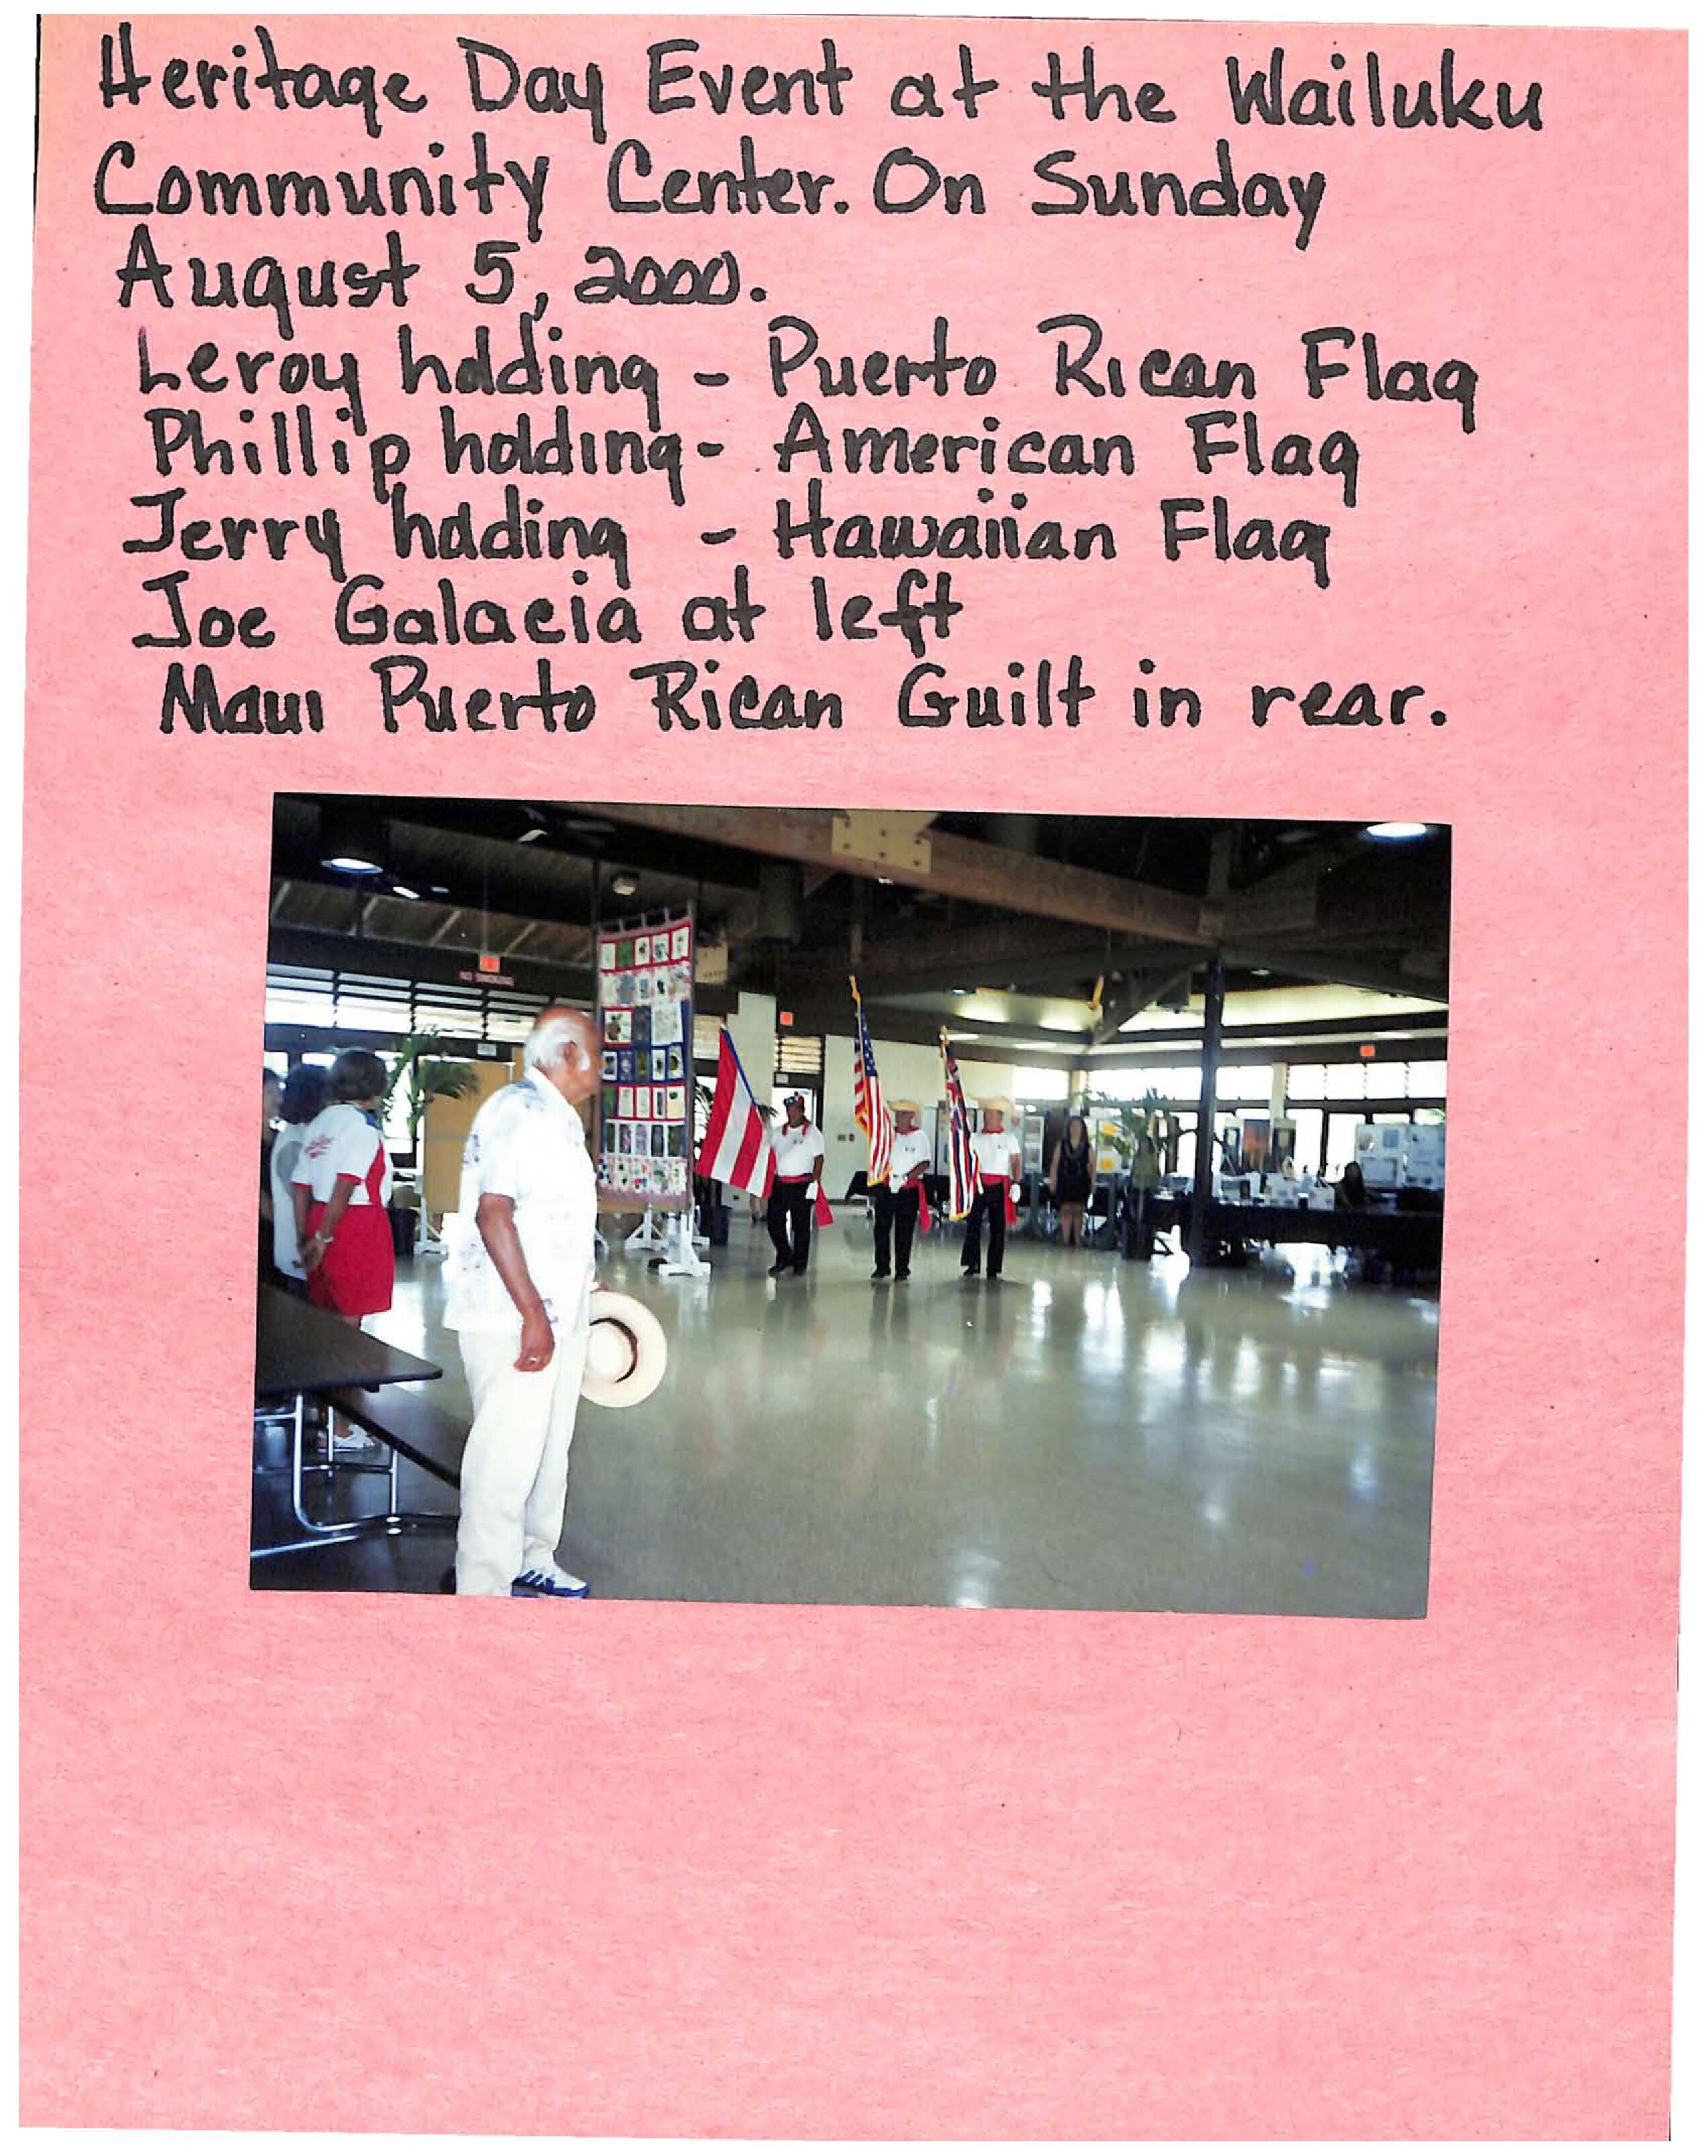 Heritage Day Event at the Wailuku
Community Center. On Sunday
August 5, 2000.
Leroy holding - Puerto Rican Flag
Phillip holding - American Flag
Jerry holding - Hawaiian Flag
Joe Galacia at left
Maui Puerto Rican Guilt in rear.
NO SMOKING